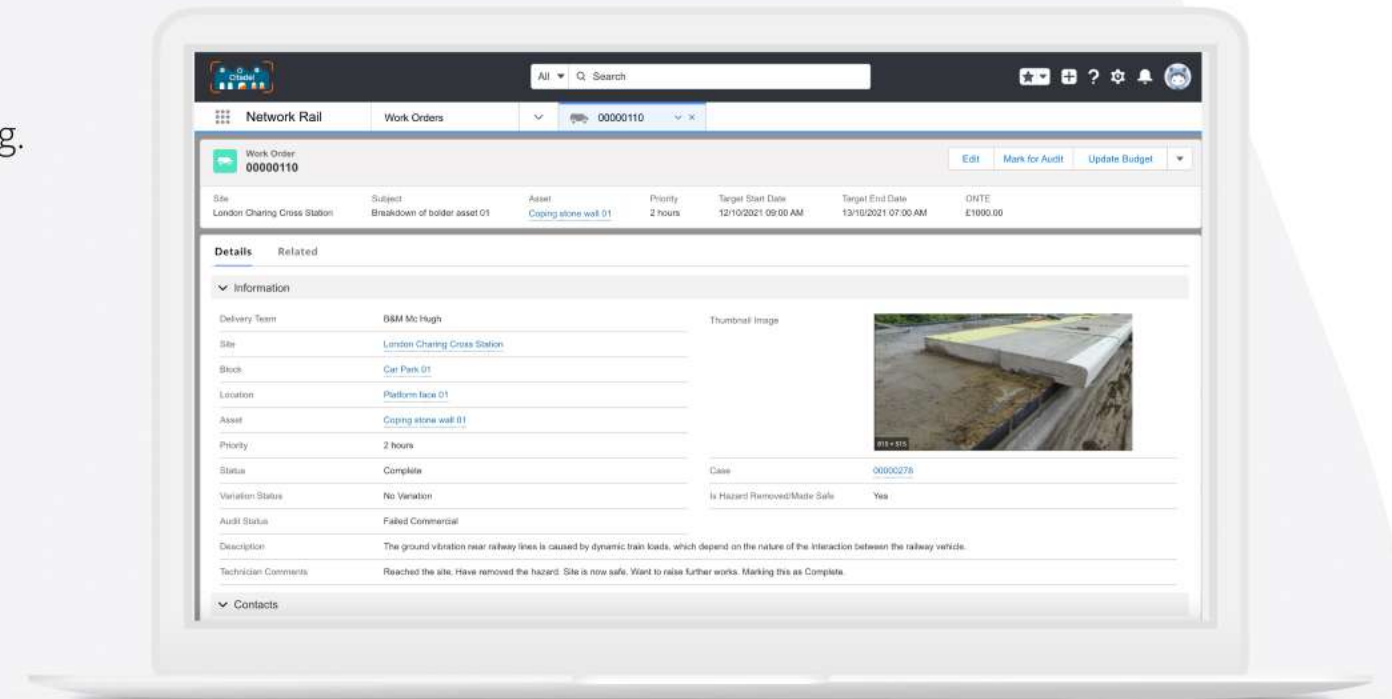 g.
Citadel
All Search
Network Rail Work Orders 00000110
Work Order
00000110
Edit Mark for Audit Update Budget
Site Subject Asset Priority Target Start Date Target End Date ONTE
London Charing Cross Station Breakdown of bolder asset 01 Coping stone wall 01 2 hours 12/10/2021 09:00 AM 13/10/2021 07:00 AM £1000.00
Details Related
Information
Delivery Team B&M Mc Hugh Thumbnail Image
Site London Charing Cross Station
Block Car Park 01
Location Platform face 01
Asset Coping stone wall 01
Priority 2 hours
Status Complete Case 00000278
Variation Status No Variation Is Hazard Removed/Made Safe Yes
Audit Status Failed Commercial
Description The ground vibration near railway lines is caused by dynamic train loads, which depend on the nature of the interaction between the railway vehicle.
Technician Comments Reached the site. Have removed the hazard. Site is now safe. Want to raise further works. Marking this as Complete.
Contacts